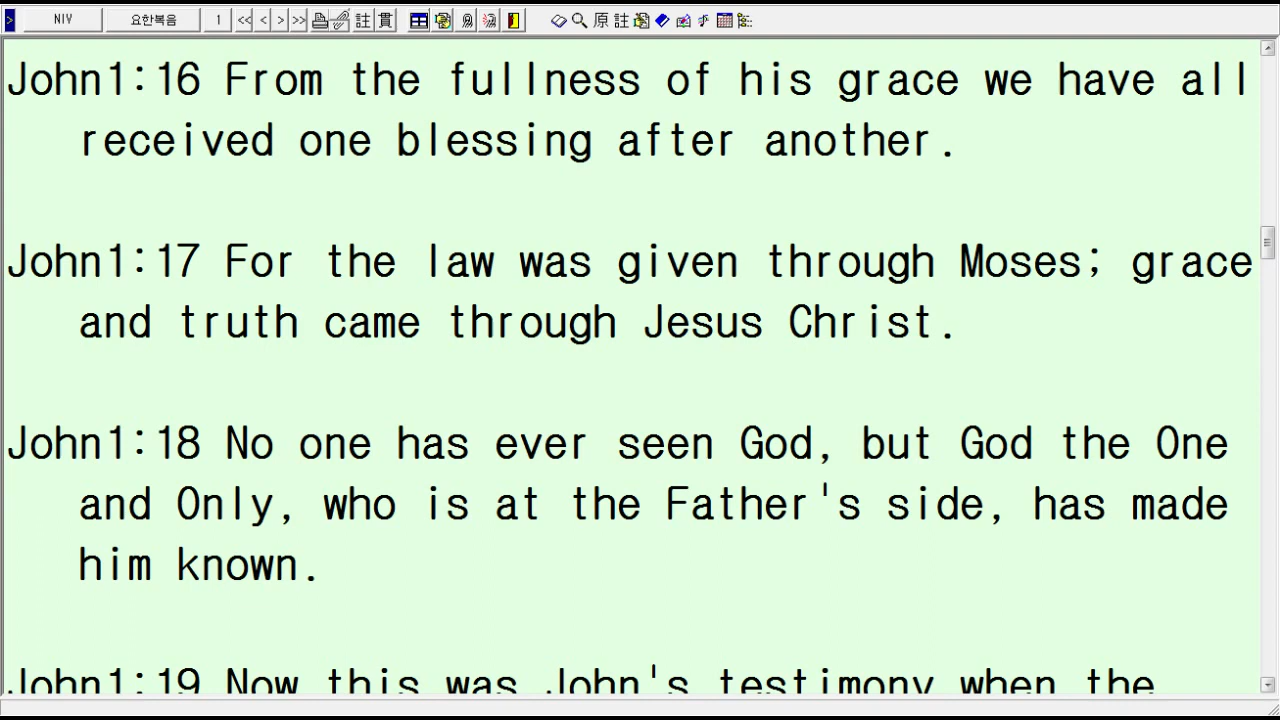 > NIV 요한복음 1 << < > >> 註 貫 原 註
John1:16 From the fullness of his grace we have all
received one blessing after another.
John1:17 For the law was given through Moses; grace
and truth came through Jesus Christ.
John1:18 No one has ever seen God, but God the One
and Only, who is at the Father's side, has made
him known.
John1:19 Now this was John's testimony when the